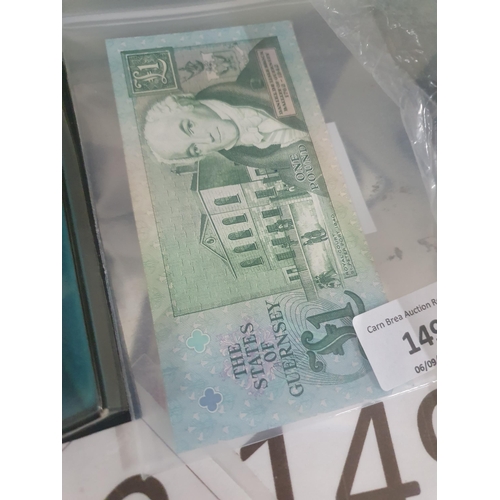 £1
THE
STATES
OF
GUERNSEY
£1
ONE
POUND
Carn Brea Auction R
149
06/09
149